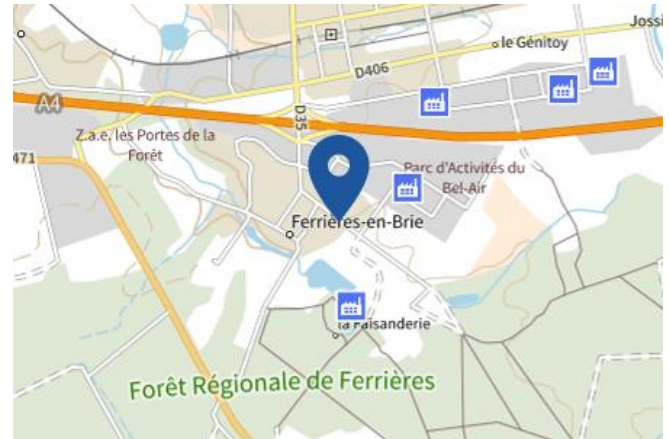 Jossi
le Génitoy
D406
A4
D35
Z.a.e. les Portes de la
Forêt
471
Parc d'Activités du
Bel-Air
Ferrières-en-Brie
la Faisanderie
Forêt Régionale de Ferrières